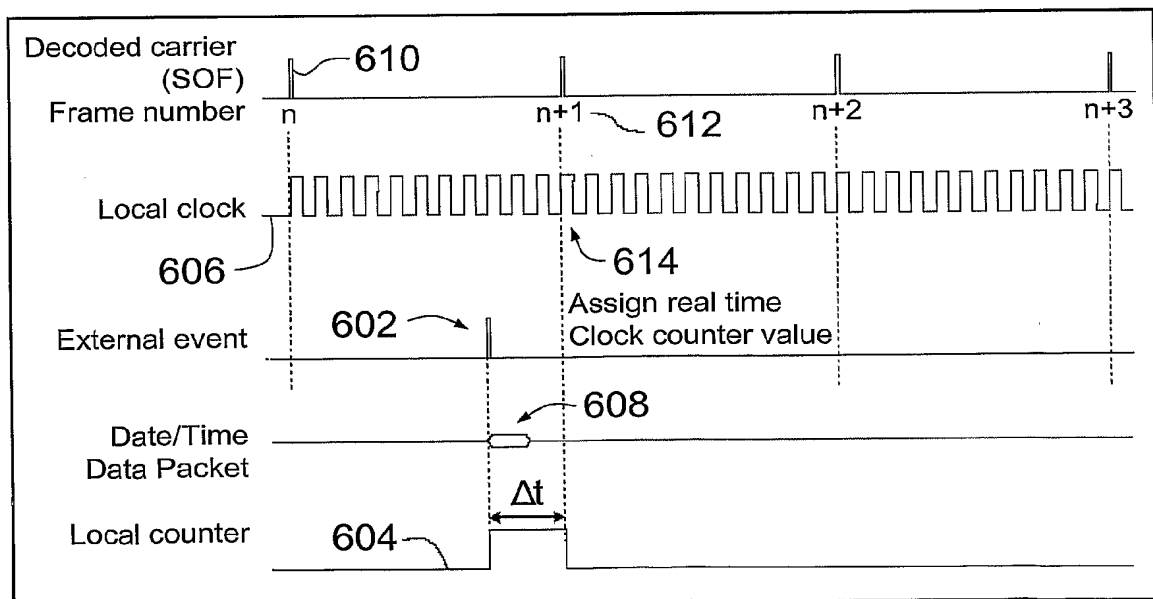 Decoded carrier
(SOF)
610
Frame number
n
n+1
612
n+2
n+3
Local clock
606
614
Assign real time
Clock counter value
External event
602
608
Date/Time
Data Packet
Δt
Local counter
604